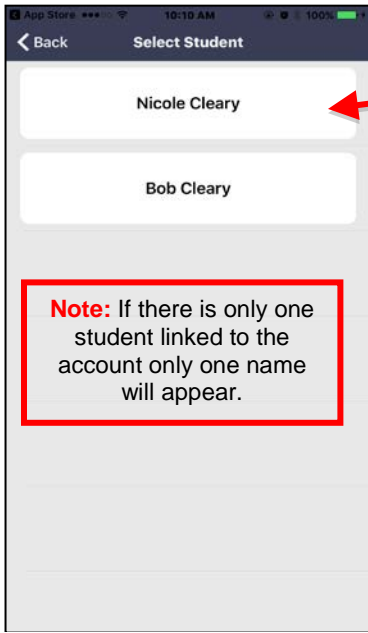 App Store 10:10 AM 100%
Back Select Student
Nicole Cleary
Bob Cleary
Note: If there is only one
student linked to the
account only one name
will appear.